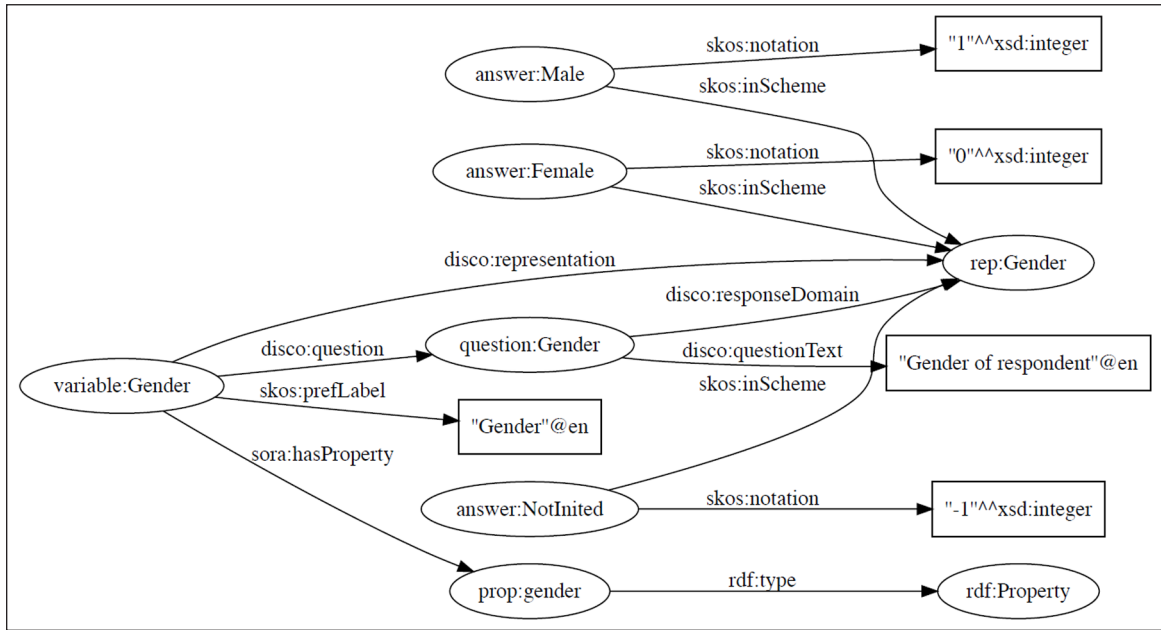 skos:notation
"1"^^xsd:integer
answer:Male
skos:inScheme
skos:notation
"0"^^xsd:integer
answer:Female
skos:inScheme
disco:representation
rep:Gender
disco:responseDomain
disco:question
question:Gender
disco:questionText
"Gender of respondent"@en
variable:Gender
skos:prefLabel
skos:inScheme
"Gender"@en
sora:hasProperty
skos:notation
answer:NotInited
"-1"^^xsd:integer
rdf:type
prop:gender
rdf:Property